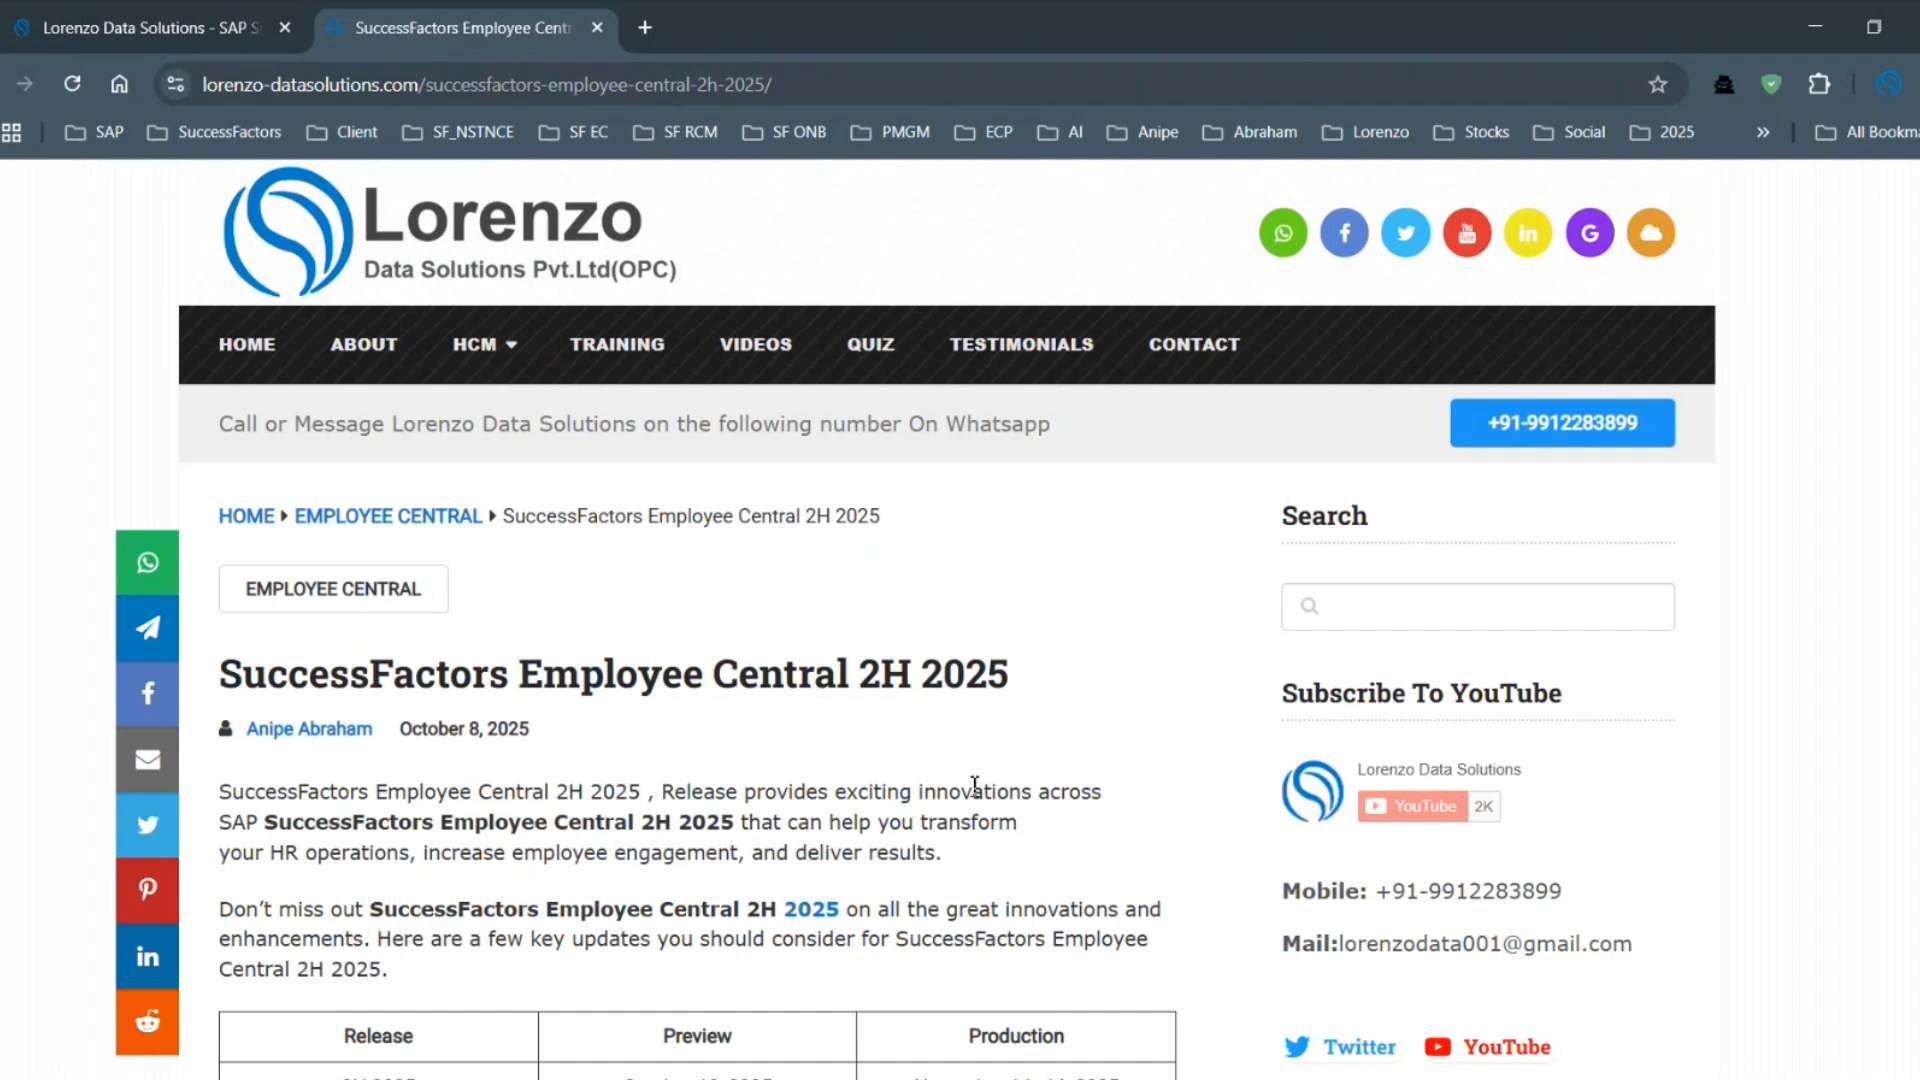 Lorenzo Data Solutions - SAP S
SuccessFactors Employee Cent
lorenzo-datasolutions.com/successfactors-employee-central-2h-2025/
SAP
SuccessFactors
Client
SF_NSTNCE
SF EC
SF RCM
SF ONB
PMGM
ECP
AI
Anipe
Abraham
Lorenzo
Stocks
Social
2025
All Bookma
Lorenzo
Data Solutions Pvt.Ltd(OPC)
HOME
ABOUT
HCM
TRAINING
VIDEOS
QUIZ
TESTIMONIALS
CONTACT
Call or Message Lorenzo Data Solutions on the following number On Whatsapp
+91-9912283899
HOME EMPLOYEE CENTRAL SuccessFactors Employee Central 2H 2025
EMPLOYEE CENTRAL
SuccessFactors Employee Central 2H 2025
Anipe Abraham October 8, 2025
SuccessFactors Employee Central 2H 2025 , Release provides exciting innovations across
SAP SuccessFactors Employee Central 2H 2025 that can help you transform
your HR operations, increase employee engagement, and deliver results.
Don’t miss out SuccessFactors Employee Central 2H 2025 on all the great innovations and
enhancements. Here are a few key updates you should consider for SuccessFactors Employee
Central 2H 2025.
Release
Preview
Production
Search
Subscribe To YouTube
Lorenzo Data Solutions
YouTube 2K
Mobile: +91-9912283899
Mail:lorenzodata001@gmail.com
Twitter
YouTube